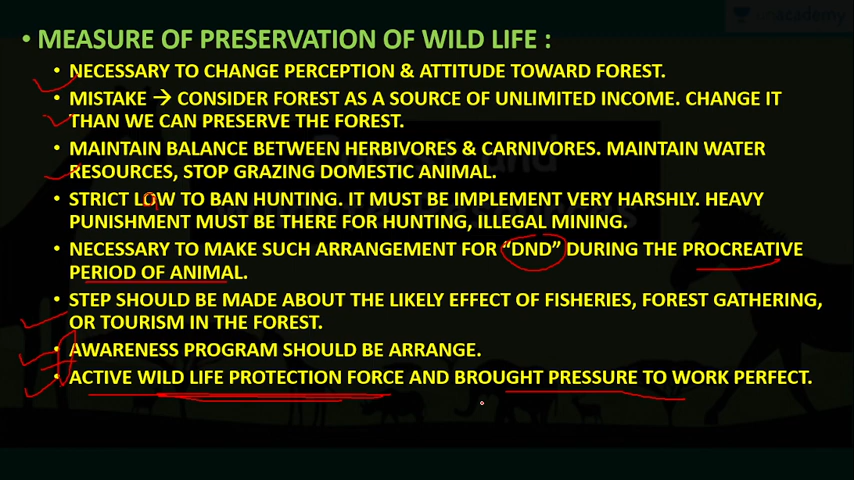 • MEASURE OF PRESERVATION OF WILD LIFE :
• NECESSARY TO CHANGE PERCEPTION & ATTITUDE TOWARD FOREST.
• MISTAKE → CONSIDER FOREST AS A SOURCE OF UNLIMITED INCOME. CHANGE IT
THAN WE CAN PRESERVE THE FOREST.
• MAINTAIN BALANCE BETWEEN HERBIVORES & CARNIVORES. MAINTAIN WATER
RESOURCES, STOP GRAZING DOMESTIC ANIMAL.
• STRICT LOW TO BAN HUNTING. IT MUST BE IMPLEMENT VERY HARSHLY. HEAVY
PUNISHMENT MUST BE THERE FOR HUNTING, ILLEGAL MINING.
• NECESSARY TO MAKE SUCH ARRANGEMENT FOR "DND" DURING THE PROCREATIVE
PERIOD OF ANIMAL.
• STEP SHOULD BE MADE ABOUT THE LIKELY EFFECT OF FISHERIES, FOREST GATHERING,
OR TOURISM IN THE FOREST.
• AWARENESS PROGRAM SHOULD BE ARRANGE.
• ACTIVE WILD LIFE PROTECTION FORCE AND BROUGHT PRESSURE TO WORK PERFECT.